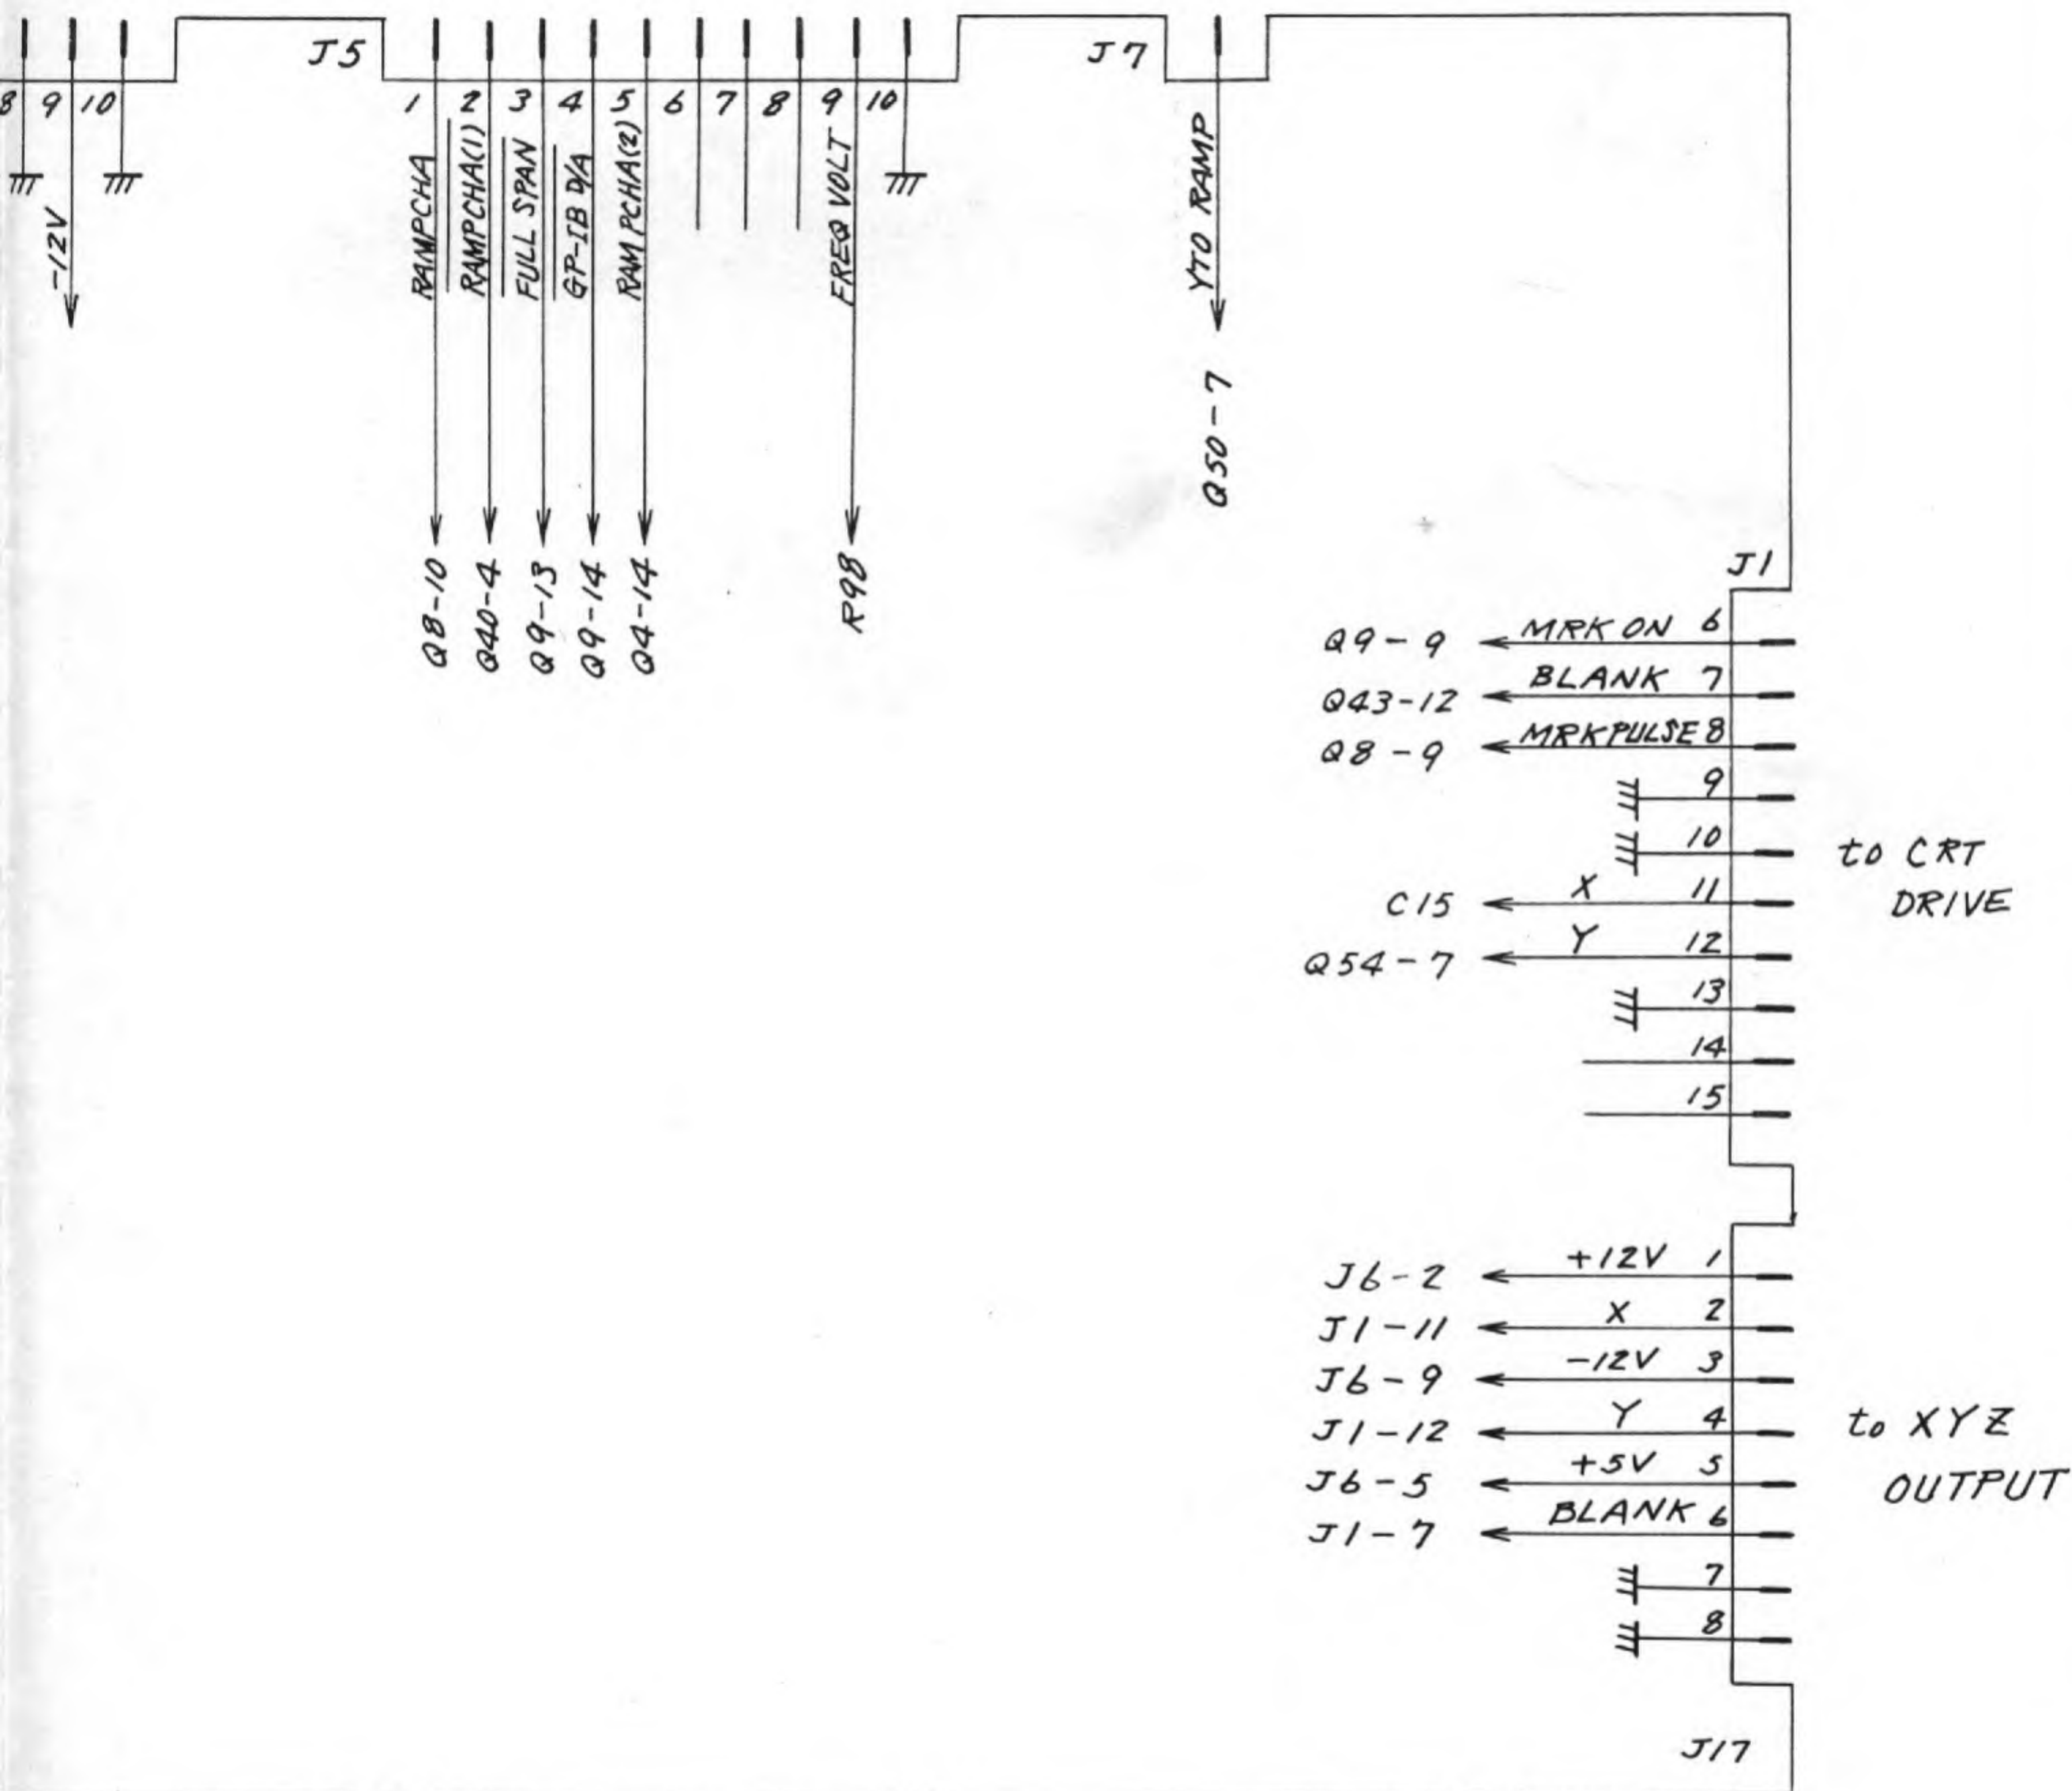 J5
J7
8 9 10
1 2 3 4 5 6 7 8 9 10
-12V
RAMPCHA
RAMPCHA(1)
FULL SPAN
GP-IB D/A
RAMPCHA(2)
FREQ VOLT
YTO RAMP
Q8-10
Q40-4
Q9-13
Q9-14
Q4-14
R98
Q50-7
J1
Q9-9 MRK ON 6
Q43-12 BLANK 7
Q8-9 MRKPULSE 8
9
10
to CRT
DRIVE
C15 X 11
Q54-7 Y 12
13
14
15
J6-2 +12V 1
J1-11 X 2
J6-9 -12V 3
J1-12 Y 4
to XYZ
OUTPUT
J6-5 +5V 5
J1-7 BLANK 6
7
8
J17